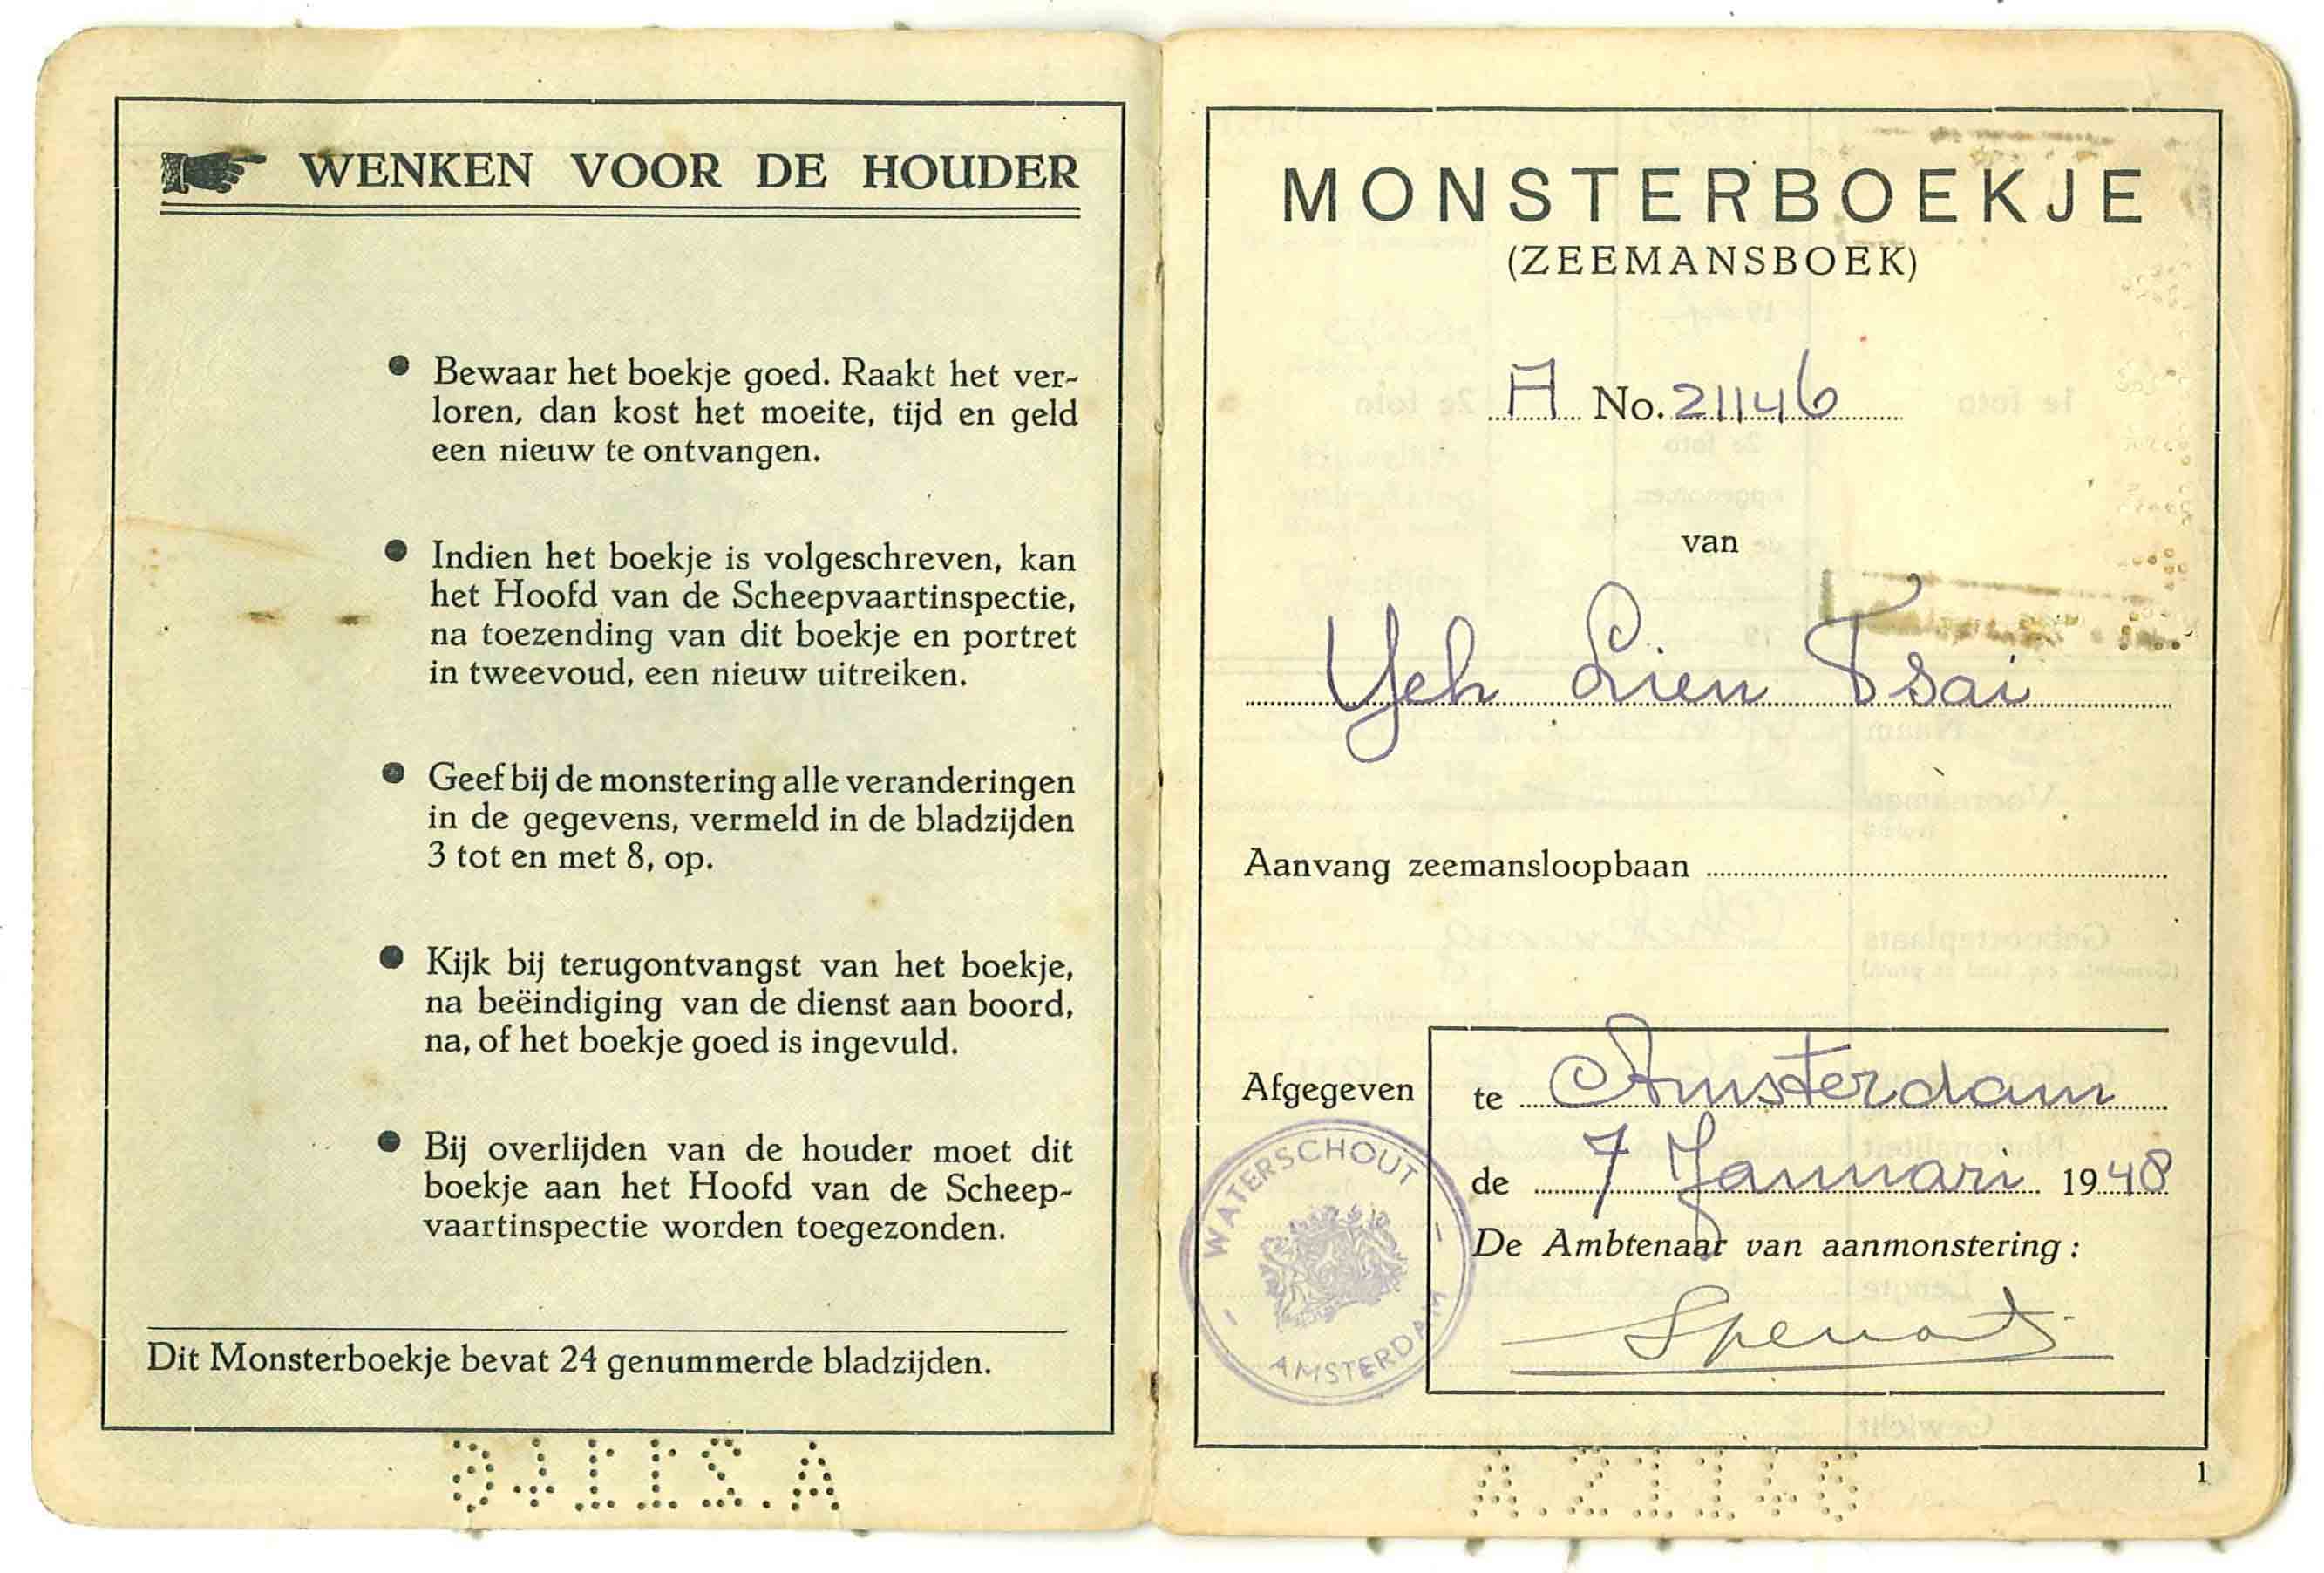 WENKEN VOOR DE HOUDER
● Bewaar het boekje goed. Raakt het ver-
loren, dan kost het moeite, tijd en geld
een nieuw te ontvangen.
● Indien het boekje is volgeschreven, kan
het Hoofd van de Scheepvaartinspectie,
na toezending van dit boekje en portret
in tweevoud, een nieuw uitreiken.
● Geef bij de monstering alle veranderingen
in de gegevens, vermeld in de bladzijden
3 tot en met 8, op.
● Kijk bij terugontvangst van het boekje,
na beëindiging van de dienst aan boord,
na, of het boekje goed is ingevuld.
● Bij overlijden van de houder moet dit
boekje aan het Hoofd van de Scheep-
vaartinspectie worden toegezonden.
Dit Monsterboekje bevat 24 genummerde bladzijden.
A.21146
MONSTERBOEKJE
(ZEEMANSBOEK)
A No. 21146
van
Yeh Lien Tsai
Aanvang zeemansloopbaan
Afgegeven te Amsterdam
de 7 Januari 1948
De Ambtenaar van aanmonstering:
WATERSCHOUT
AMSTERDAM
1
A.21146